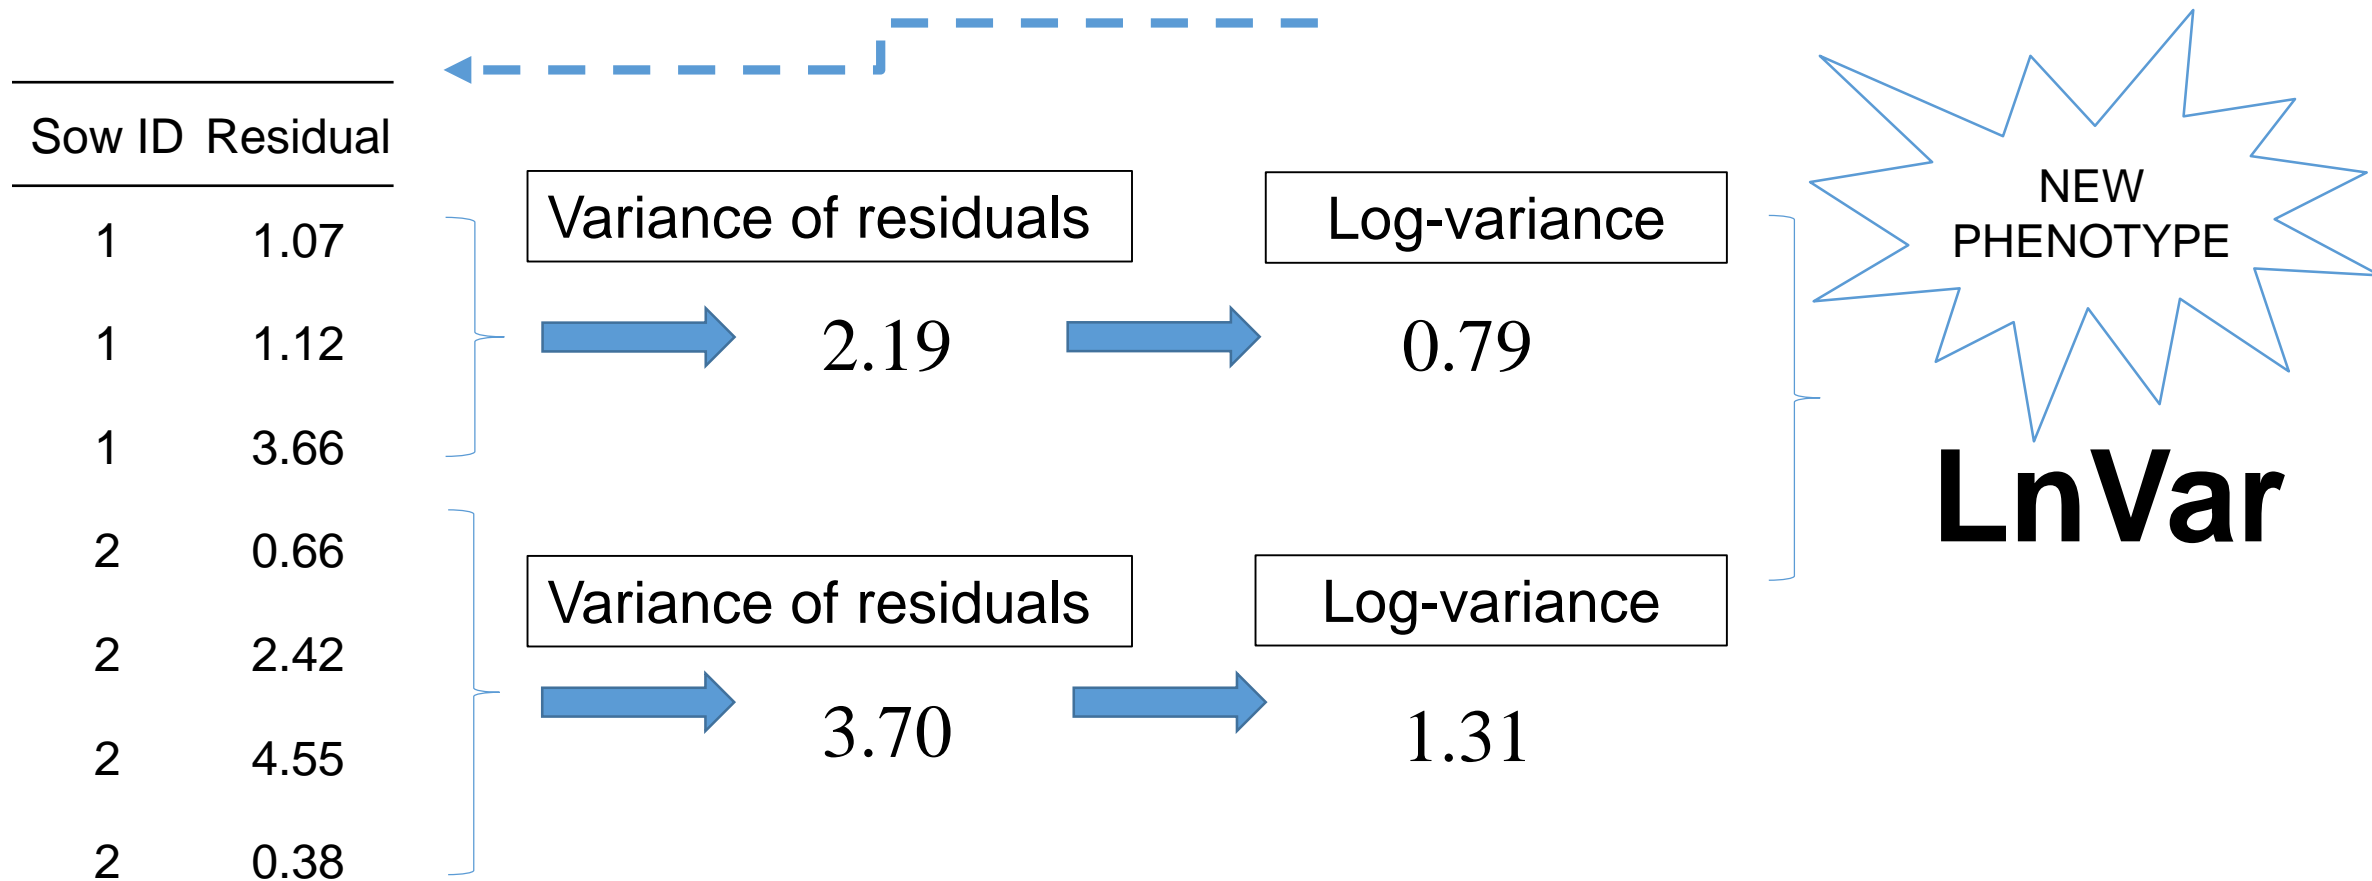 Sow ID Residual
1 1.07
1 1.12
1 3.66
2 0.66
2 2.42
2 4.55
2 0.38
Variance of residuals
2.19
Log-variance
0.79
Variance of residuals
3.70
Log-variance
1.31
NEW
PHENOTYPE
LnVar